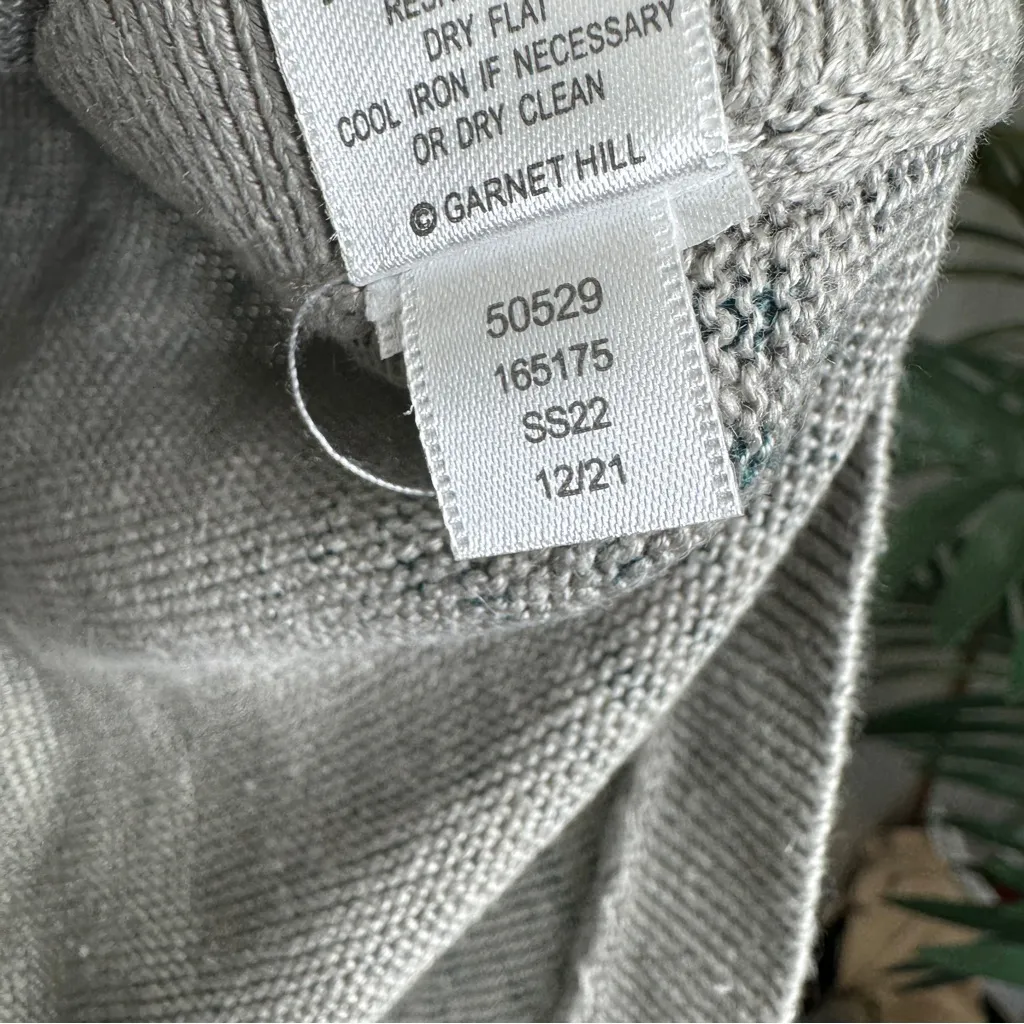 DRY FLAT
COOL IRON IF NECESSARY
OR DRY CLEAN
© GARNET HILL
50529
165175
SS22
12/21